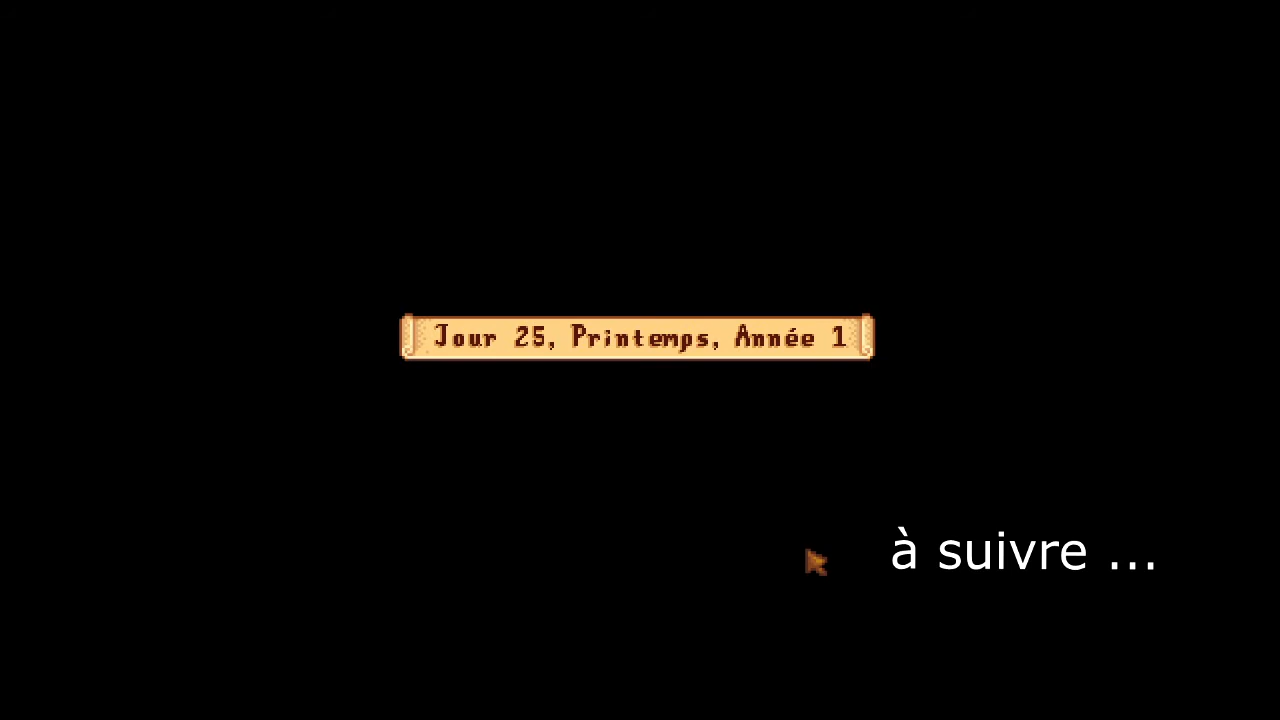 Jour 25, Printemps, Année 1
à suivre ...